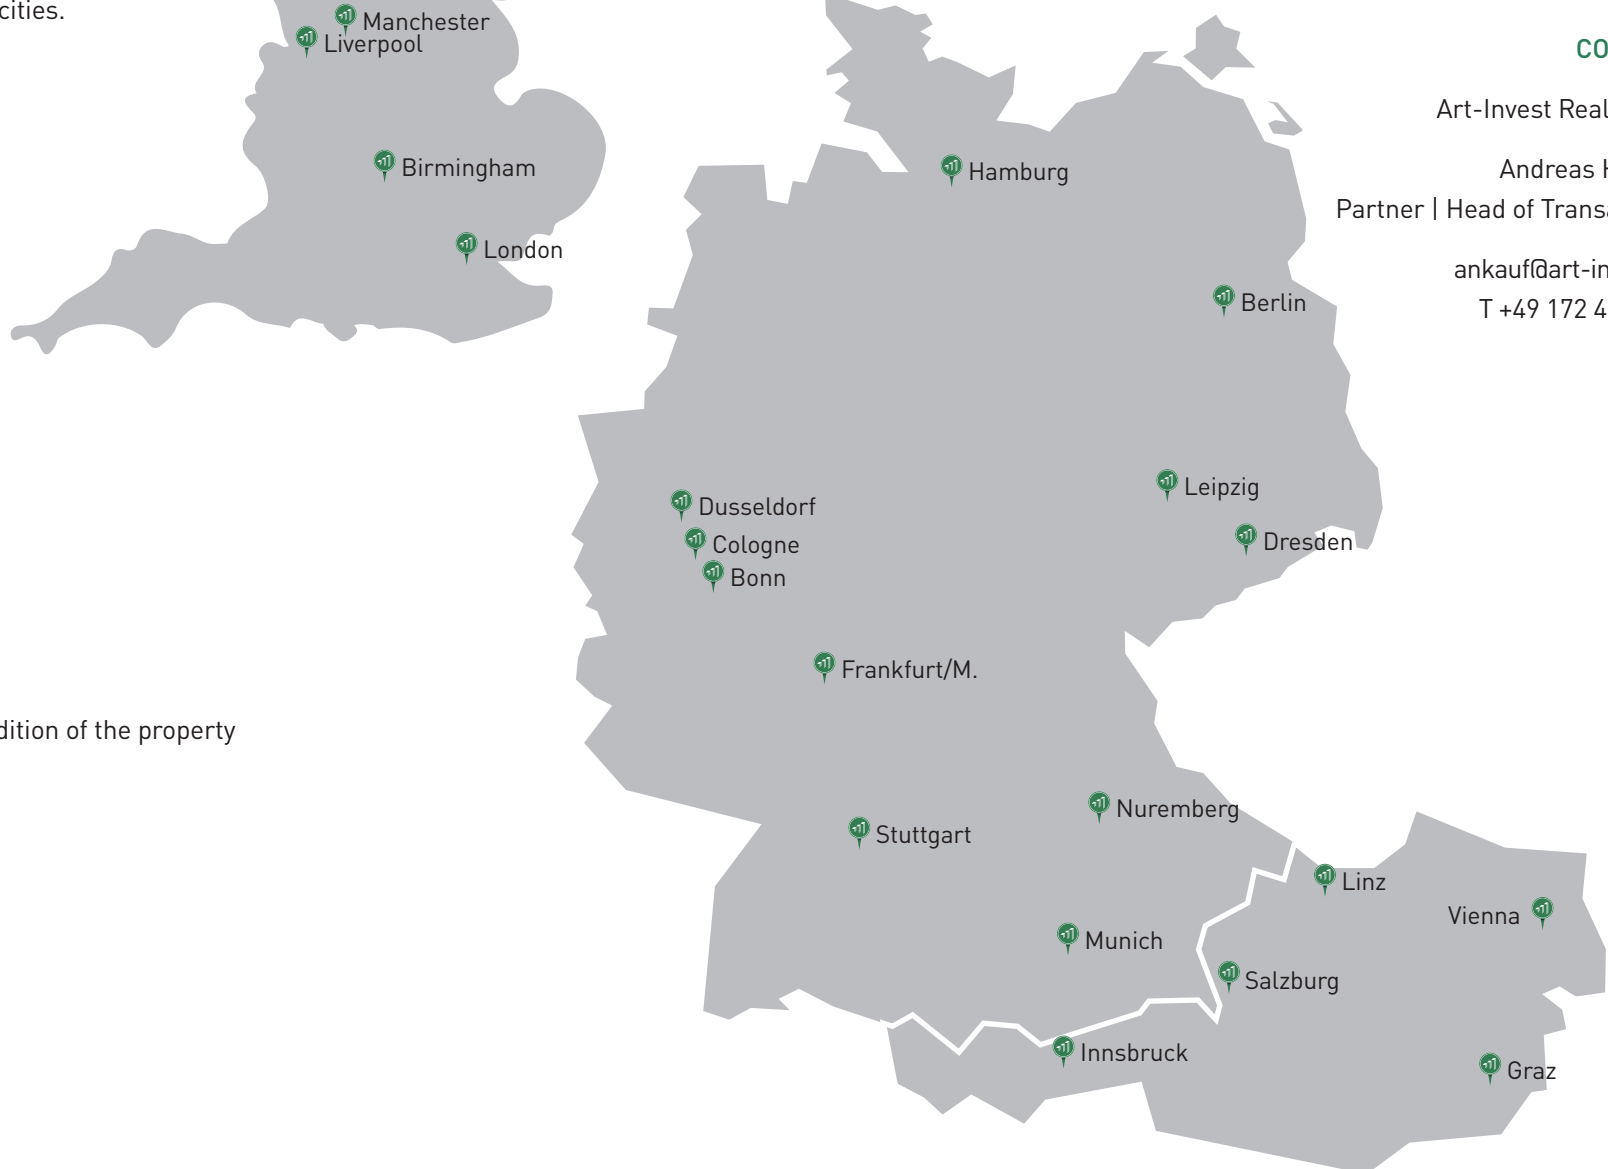 cities.
Manchester
Liverpool
Birmingham
London
dition of the property
Hamburg
Berlin
Leipzig
Dusseldorf
Dresden
Cologne
Bonn
Frankfurt/M.
Nuremberg
Stuttgart
Linz
Vienna
Munich
Salzburg
Innsbruck
Graz
CO
Art-Invest Real
Andreas
Partner | Head of Transa
ankauf@art-in
T +49 172 4